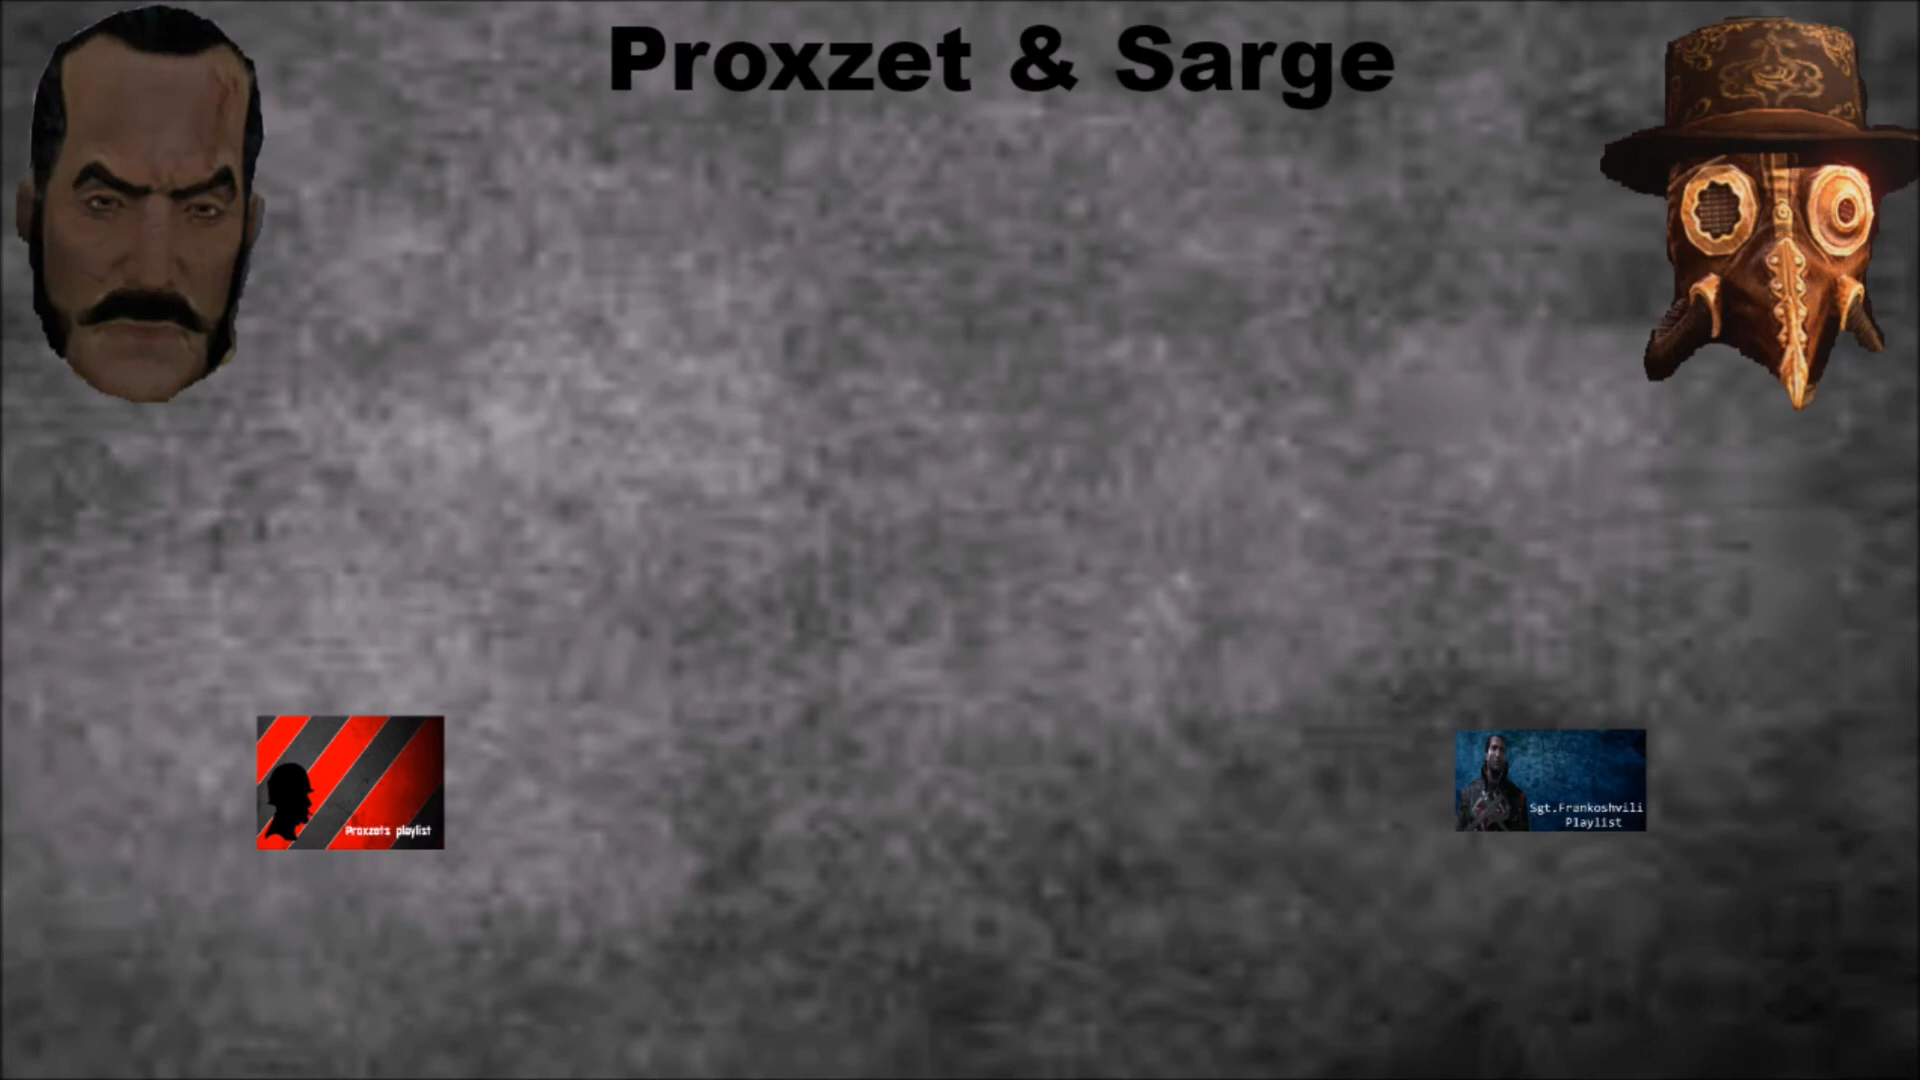 Proxzet & Sarge
Proxzets playlist
Sgt.Frankoshvili
Playlist